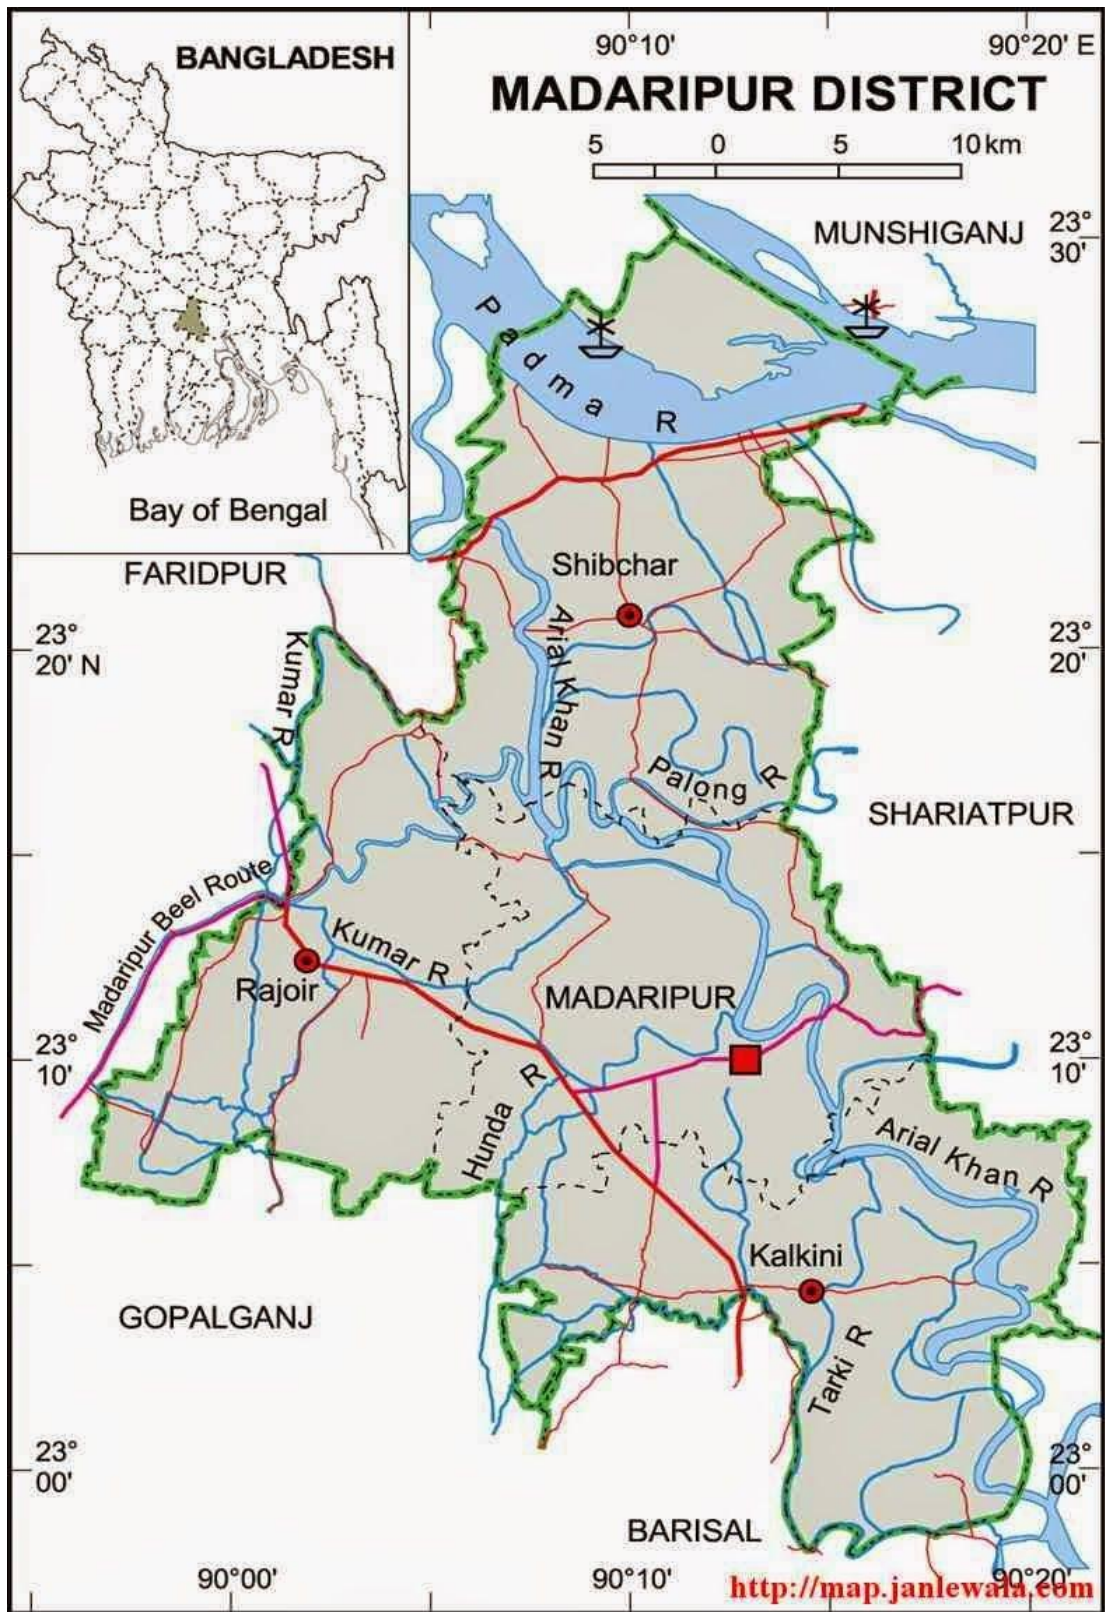 BANGLADESH
Bay of Bengal
90°10'
90°20' E
MADARIPUR DISTRICT
5 0 5 10 km
MUNSHIGANJ
23°
30'
Padma R
FARIDPUR
Shibchar
23°
20' N
23°
20'
Kumar R
Arial Khan R
Palong R
SHARIATPUR
Madaripur Beel Route
Kumar R
Rajoir
MADARIPUR
23°
10'
23°
10'
Hunda R
Arial Khan R
Kalkini
GOPALGANJ
Tarki R
23°
00'
23°
00'
BARISAL
90°00'
90°10'
90°20'
http://map.janlewala.com